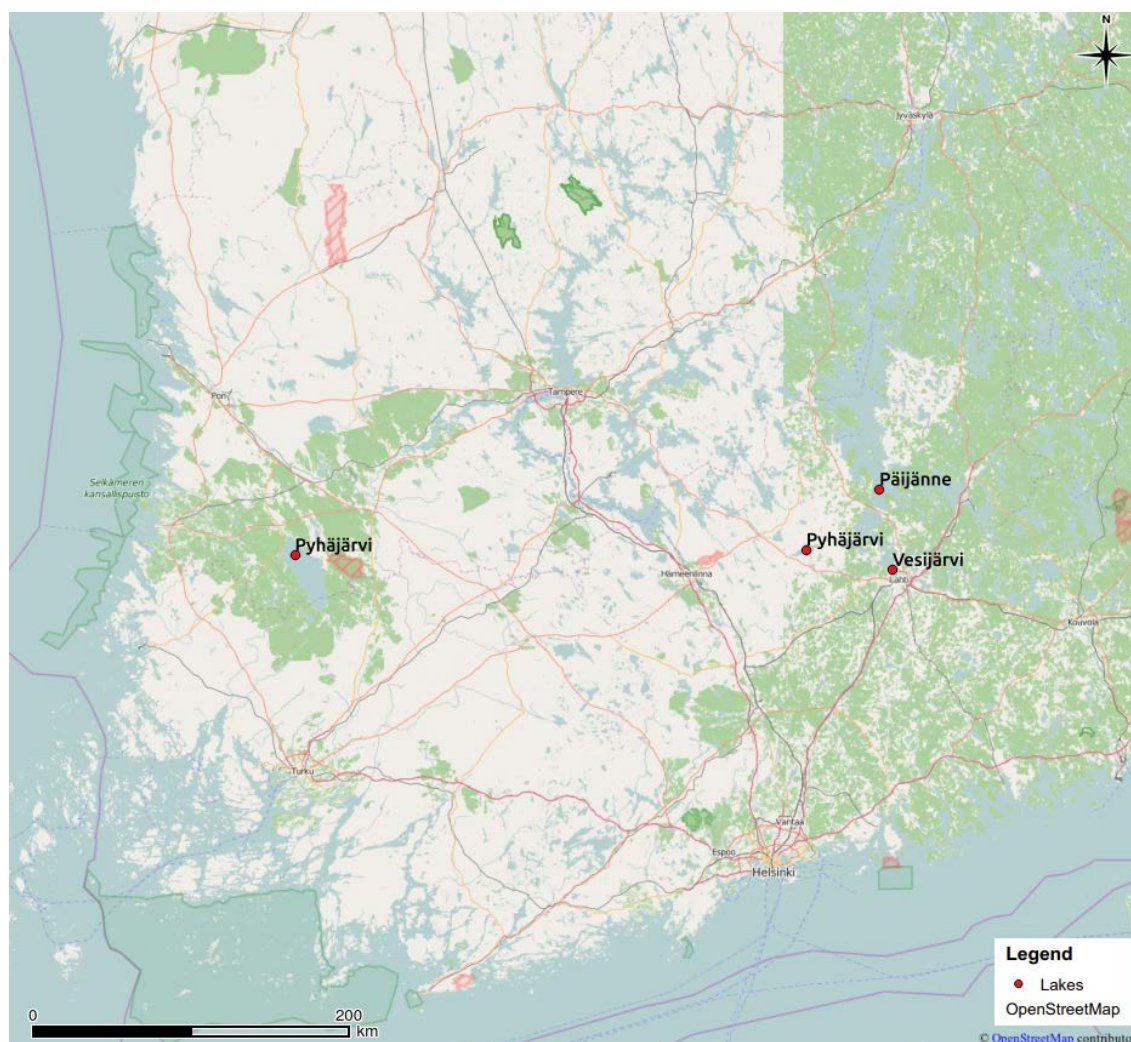 N
Jyväskylä
Tampere
Pori
Selkämeren
kansallispuisto
Päijänne
Pyhäjärvi
Pyhäjärvi
Vesijärvi
Hämeenlinna
Lahti
Kouvola
Turku
Vantaa
Espoo
Helsinki
Legend
Lakes
OpenStreetMap
0
200
km
© OpenStreetMap contributo